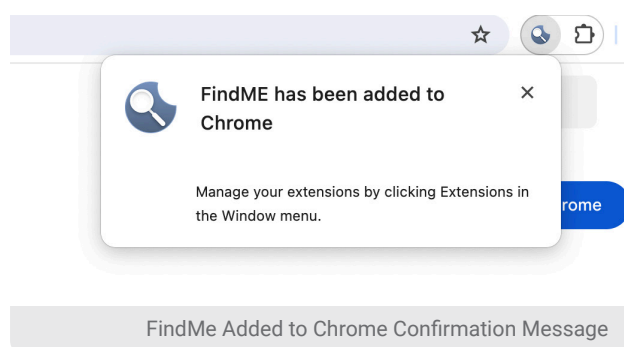 FindME has been added to
Chrome
Manage your extensions by clicking Extensions in
the Window menu.
rome
FindMe Added to Chrome Confirmation Message